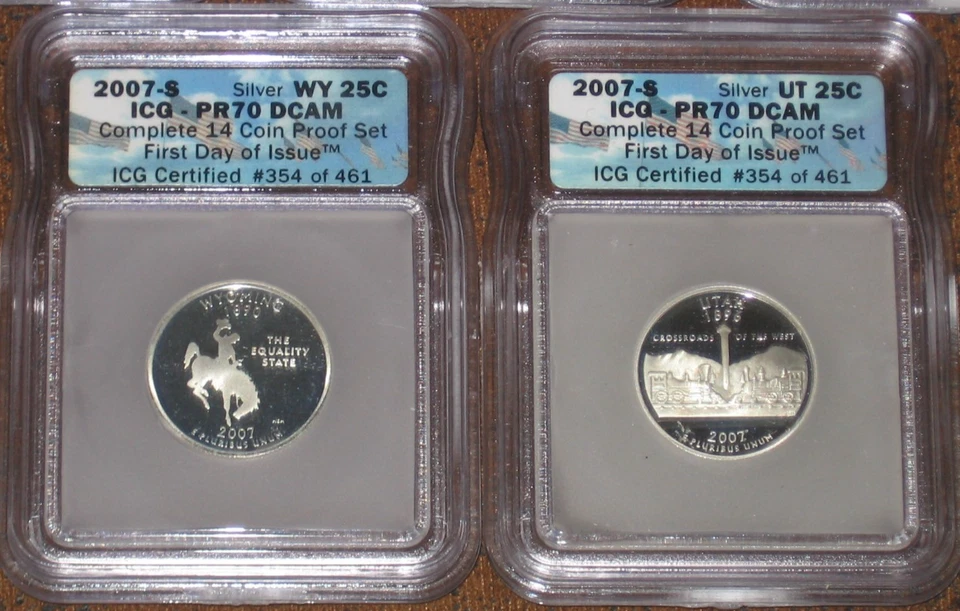 2007-S Silver WY 25C
ICG - PR70 DCAM
Complete 14 Coin Proof Set
First Day of Issue™
ICG Certified #354 of 461
WYOMING
1890
THE
EQUALITY
STATE
2007
E PLURIBUS UNUM
2007-S Silver UT 25C
ICG - PR70 DCAM
Complete 14 Coin Proof Set
First Day of Issue™
ICG Certified #354 of 461
UTAH
1896
CROSSROADS OF THE WEST
2007
E PLURIBUS UNUM